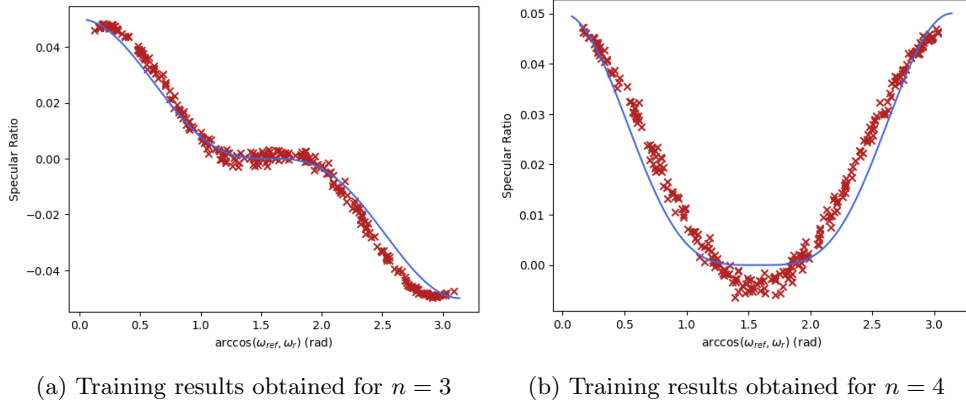 0.04
0.02
0.00
−0.02
−0.04
Specular Ratio
0.0 0.5 1.0 1.5 2.0 2.5 3.0
arccos(ω_ref, ω_r) (rad)
(a) Training results obtained for n = 3
0.05
0.04
0.03
0.02
0.01
0.00
Specular Ratio
0.0 0.5 1.0 1.5 2.0 2.5 3.0
arccos(ω_ref, ω_r) (rad)
(b) Training results obtained for n = 4